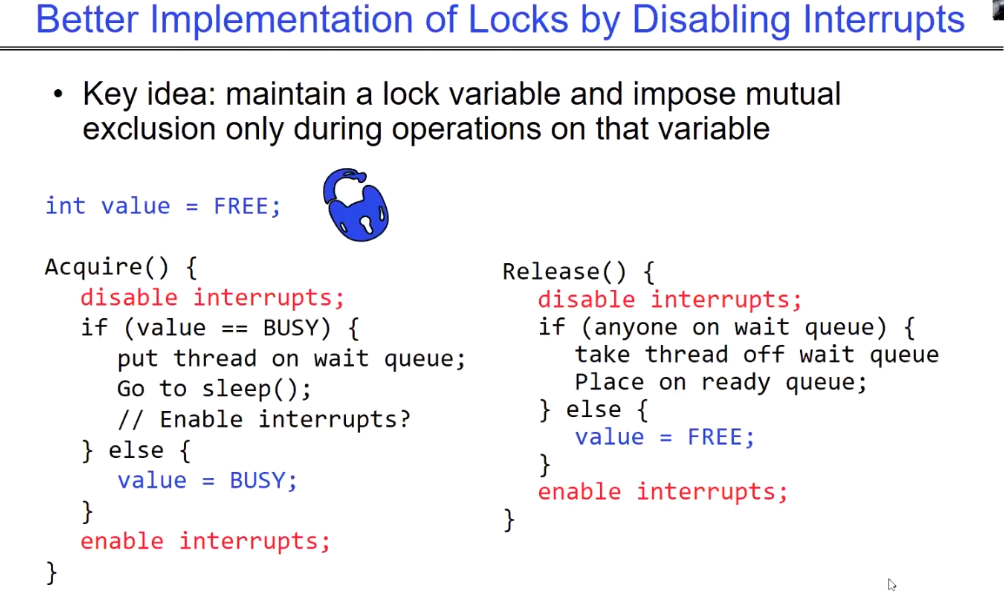 Better Implementation of Locks by Disabling Interrupts
• Key idea: maintain a lock variable and impose mutual
exclusion only during operations on that variable
int value = FREE;
Acquire() {
disable interrupts;
if (value == BUSY) {
put thread on wait queue;
Go to sleep();
// Enable interrupts?
} else {
value = BUSY;
}
enable interrupts;
}
Release() {
disable interrupts;
if (anyone on wait queue) {
take thread off wait queue
Place on ready queue;
} else {
value = FREE;
}
enable interrupts;
}